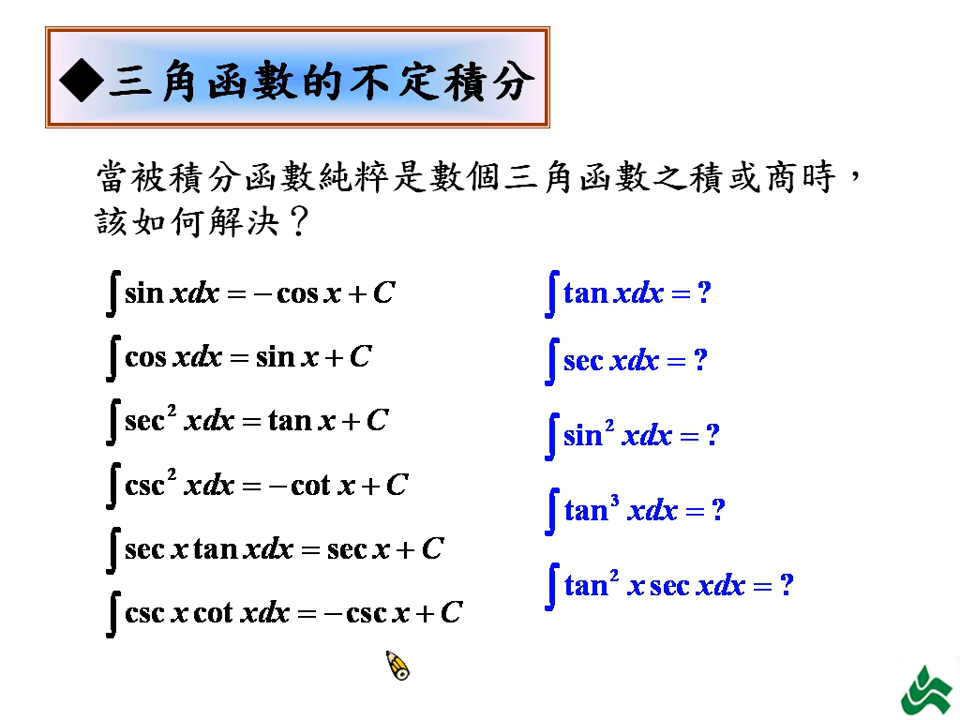 ◆三角函數的不定積分
當被積分函數純粹是數個三角函數之積或商時，
該如何解決？
∫sin xdx = −cos x + C
∫cos xdx = sin x + C
∫sec² xdx = tan x + C
∫csc² xdx = −cot x + C
∫sec x tan xdx = sec x + C
∫csc x cot xdx = −csc x + C
∫tan xdx = ?
∫sec xdx = ?
∫sin² xdx = ?
∫tan³ xdx = ?
∫tan² x sec xdx = ?